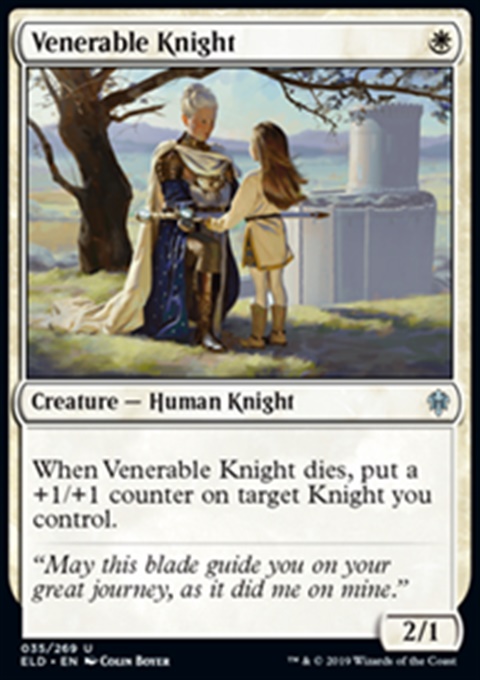 Venerable Knight
Creature — Human Knight
When Venerable Knight dies, put a
+1/+1 counter on target Knight you
control.
“May this blade guide you on your
great journey, as it did me on mine.”
2/1
035/269 U
ELD • EN Colin Boyer
™ & © 2019 Wizards of the Coast